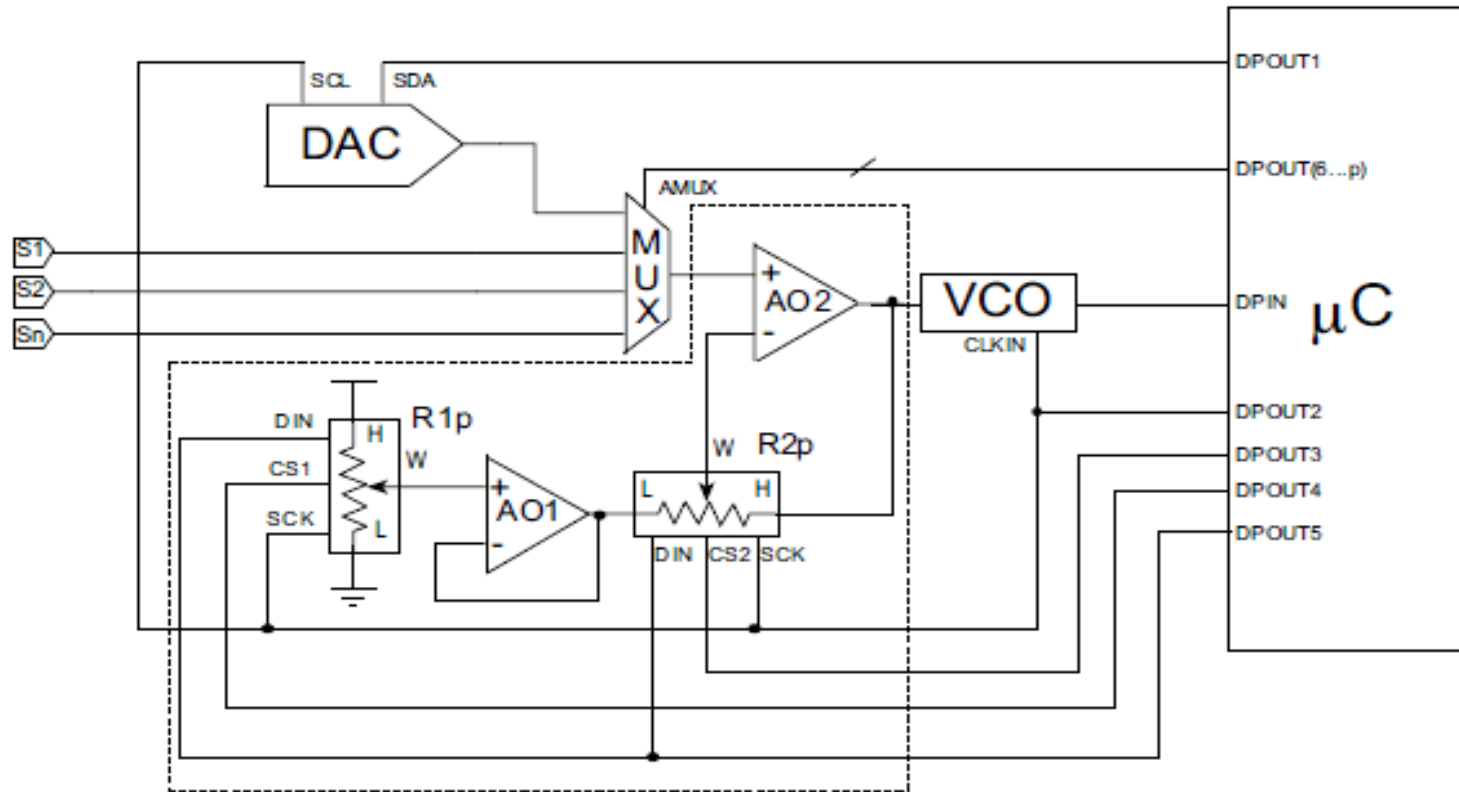 SCL SDA DPOUT1
DAC
AMUX DPOUT(6...p)
S1
S2
Sn
MUX
+
AO2
-
VCO
CLKIN
DPIN
µC
DPOUT2
DPOUT3
DPOUT4
DPOUT5
DIN
CS1
SCK
R1p
H
W
L
+
AO1
-
W
R2p
L H
DIN CS2 SCK